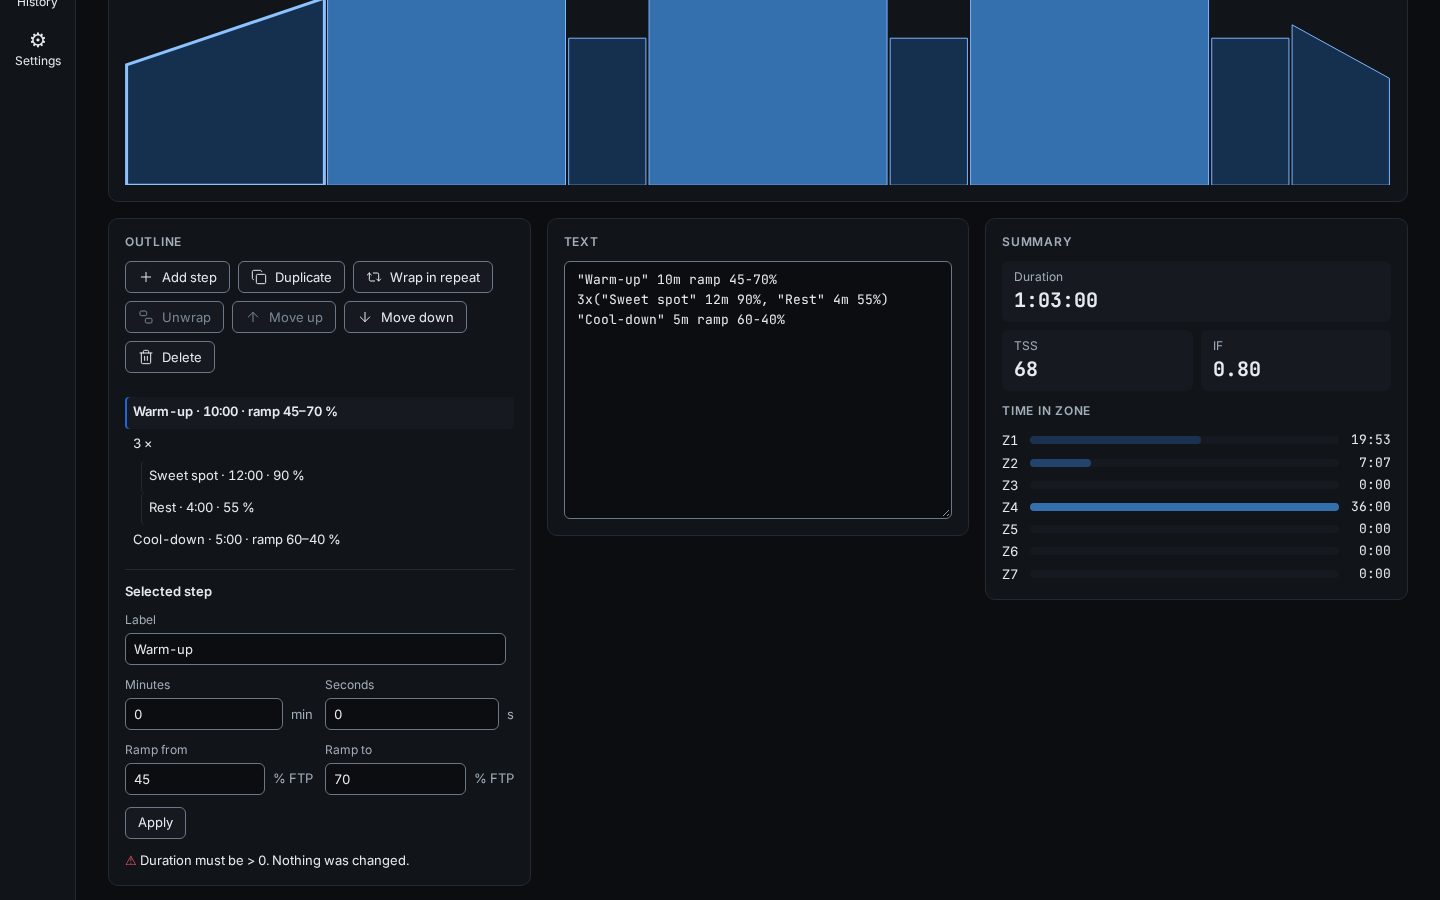 History
Settings
OUTLINE
Add step
Duplicate
Wrap in repeat
Unwrap
Move up
Move down
Delete
Warm-up · 10:00 · ramp 45–70 %
3 ×
Sweet spot · 12:00 · 90 %
Rest · 4:00 · 55 %
Cool-down · 5:00 · ramp 60–40 %
Selected step
Label
Warm-up
Minutes
Seconds
0 min
0 s
Ramp from
Ramp to
45 % FTP
70 % FTP
Apply
⚠ Duration must be > 0. Nothing was changed.
TEXT
"Warm-up" 10m ramp 45-70%
3x("Sweet spot" 12m 90%, "Rest" 4m 55%)
"Cool-down" 5m ramp 60-40%
SUMMARY
Duration
1:03:00
TSS
68
IF
0.80
TIME IN ZONE
Z1 19:53
Z2 7:07
Z3 0:00
Z4 36:00
Z5 0:00
Z6 0:00
Z7 0:00